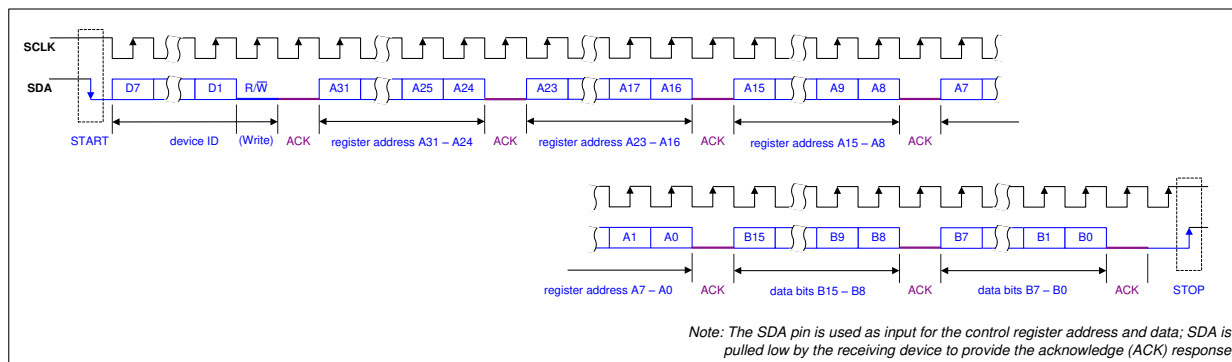 SCLK
SDA D7 D1 R/W̅ A31 A25 A24 A23 A17 A16 A15 A9 A8 A7
START device ID (Write) ACK register address A31 – A24 ACK register address A23 – A16 ACK register address A15 – A8 ACK
A1 A0 B15 B9 B8 B7 B1 B0
register address A7 – A0 ACK data bits B15 – B8 ACK data bits B7 – B0 ACK STOP
Note: The SDA pin is used as input for the control register address and data; SDA is
pulled low by the receiving device to provide the acknowledge (ACK) response